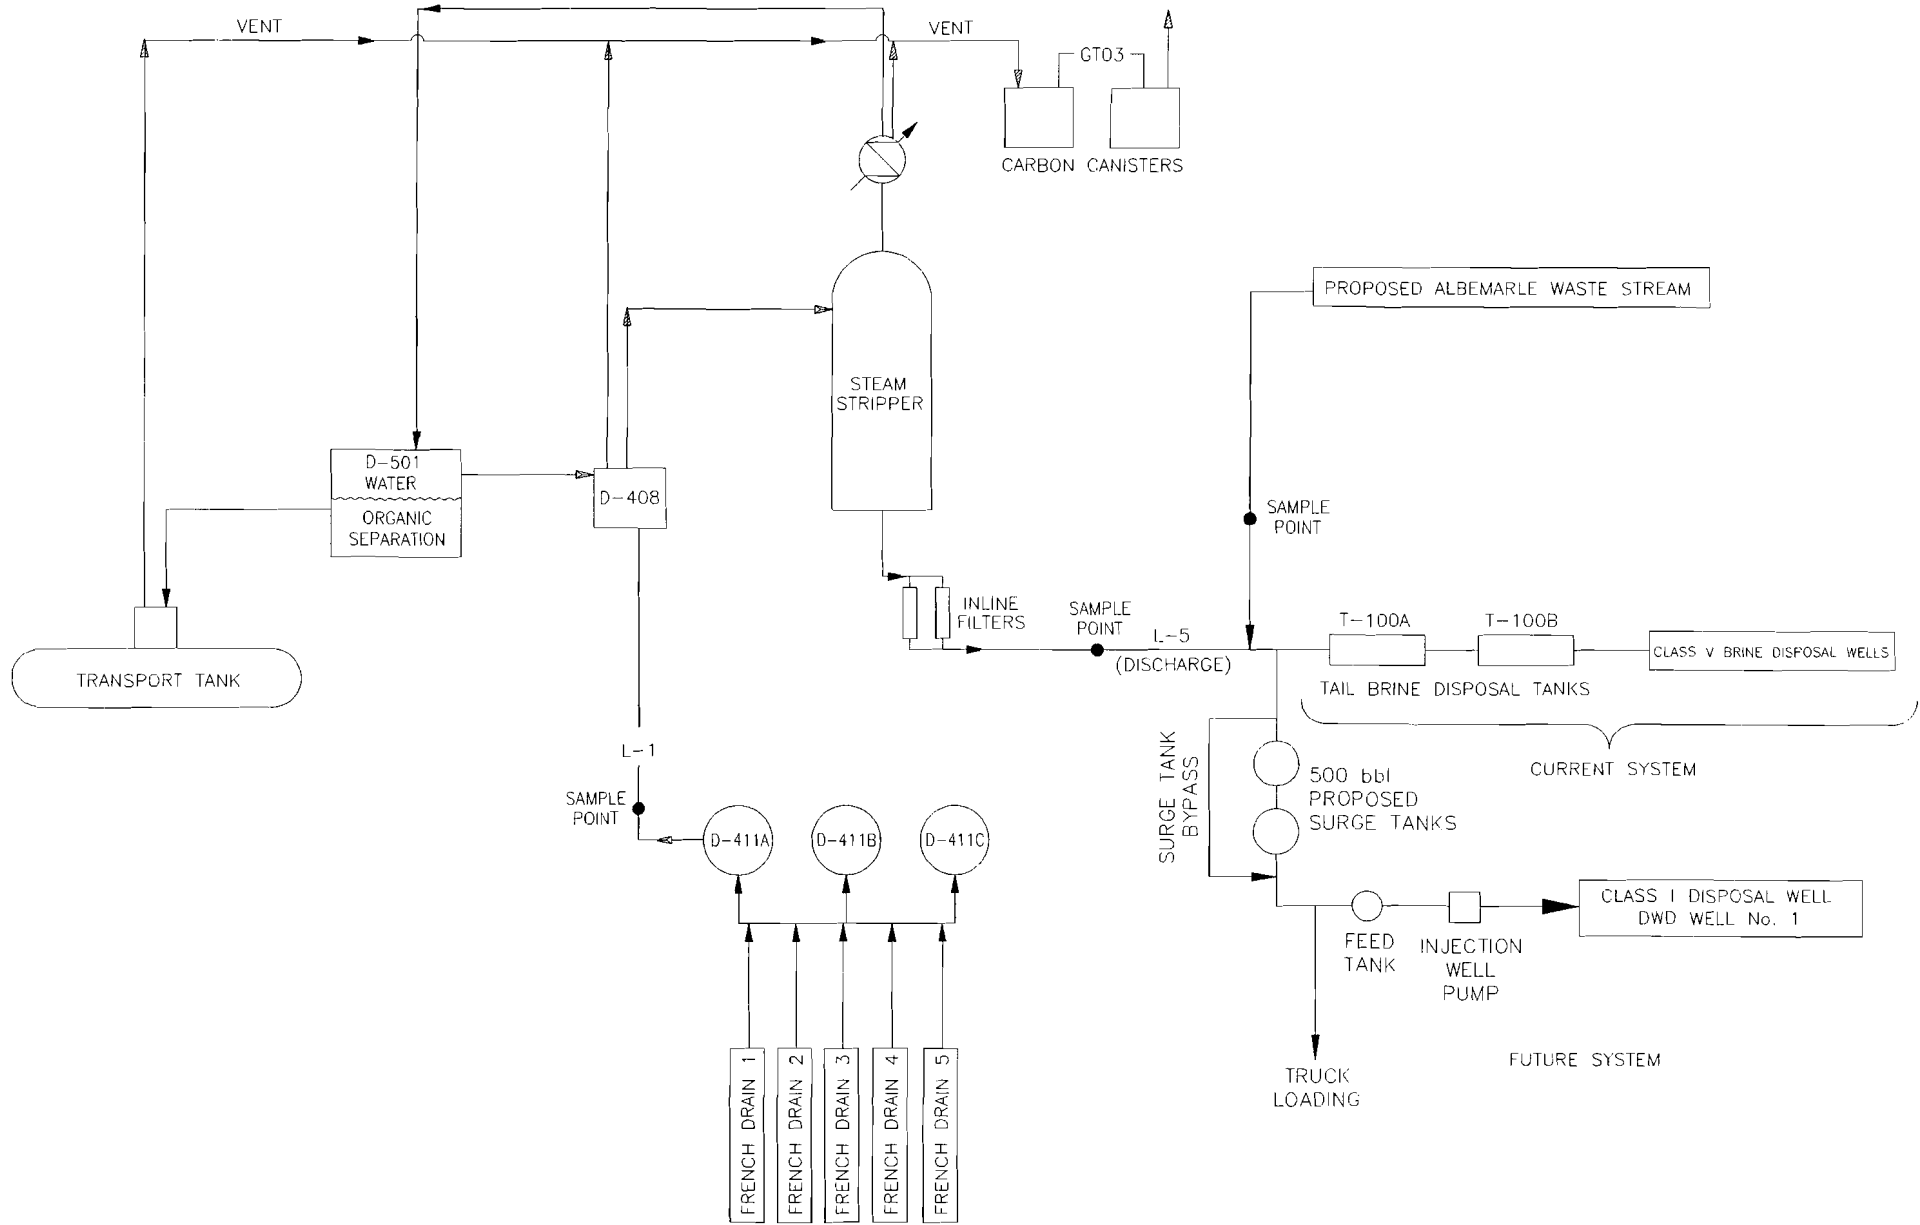 VENT
VENT
GT03
CARBON CANISTERS
PROPOSED ALBEMARLE WASTE STREAM
STEAM
STRIPPER
D-501
WATER
ORGANIC
SEPARATION
D-408
SAMPLE
POINT
INLINE
FILTERS
SAMPLE
POINT
L-5
(DISCHARGE)
T-100A
T-100B
CLASS V BRINE DISPOSAL WELLS
TAIL BRINE DISPOSAL TANKS
TRANSPORT TANK
CURRENT SYSTEM
L-1
SURGE TANK
BYPASS
500 bbl
PROPOSED
SURGE TANKS
SAMPLE
POINT
D-411A
D-411B
D-411C
CLASS I DISPOSAL WELL
DWD WELL No. 1
FEED
TANK
INJECTION
WELL
PUMP
FUTURE SYSTEM
TRUCK
LOADING
FRENCH DRAIN 1
FRENCH DRAIN 2
FRENCH DRAIN 3
FRENCH DRAIN 4
FRENCH DRAIN 5